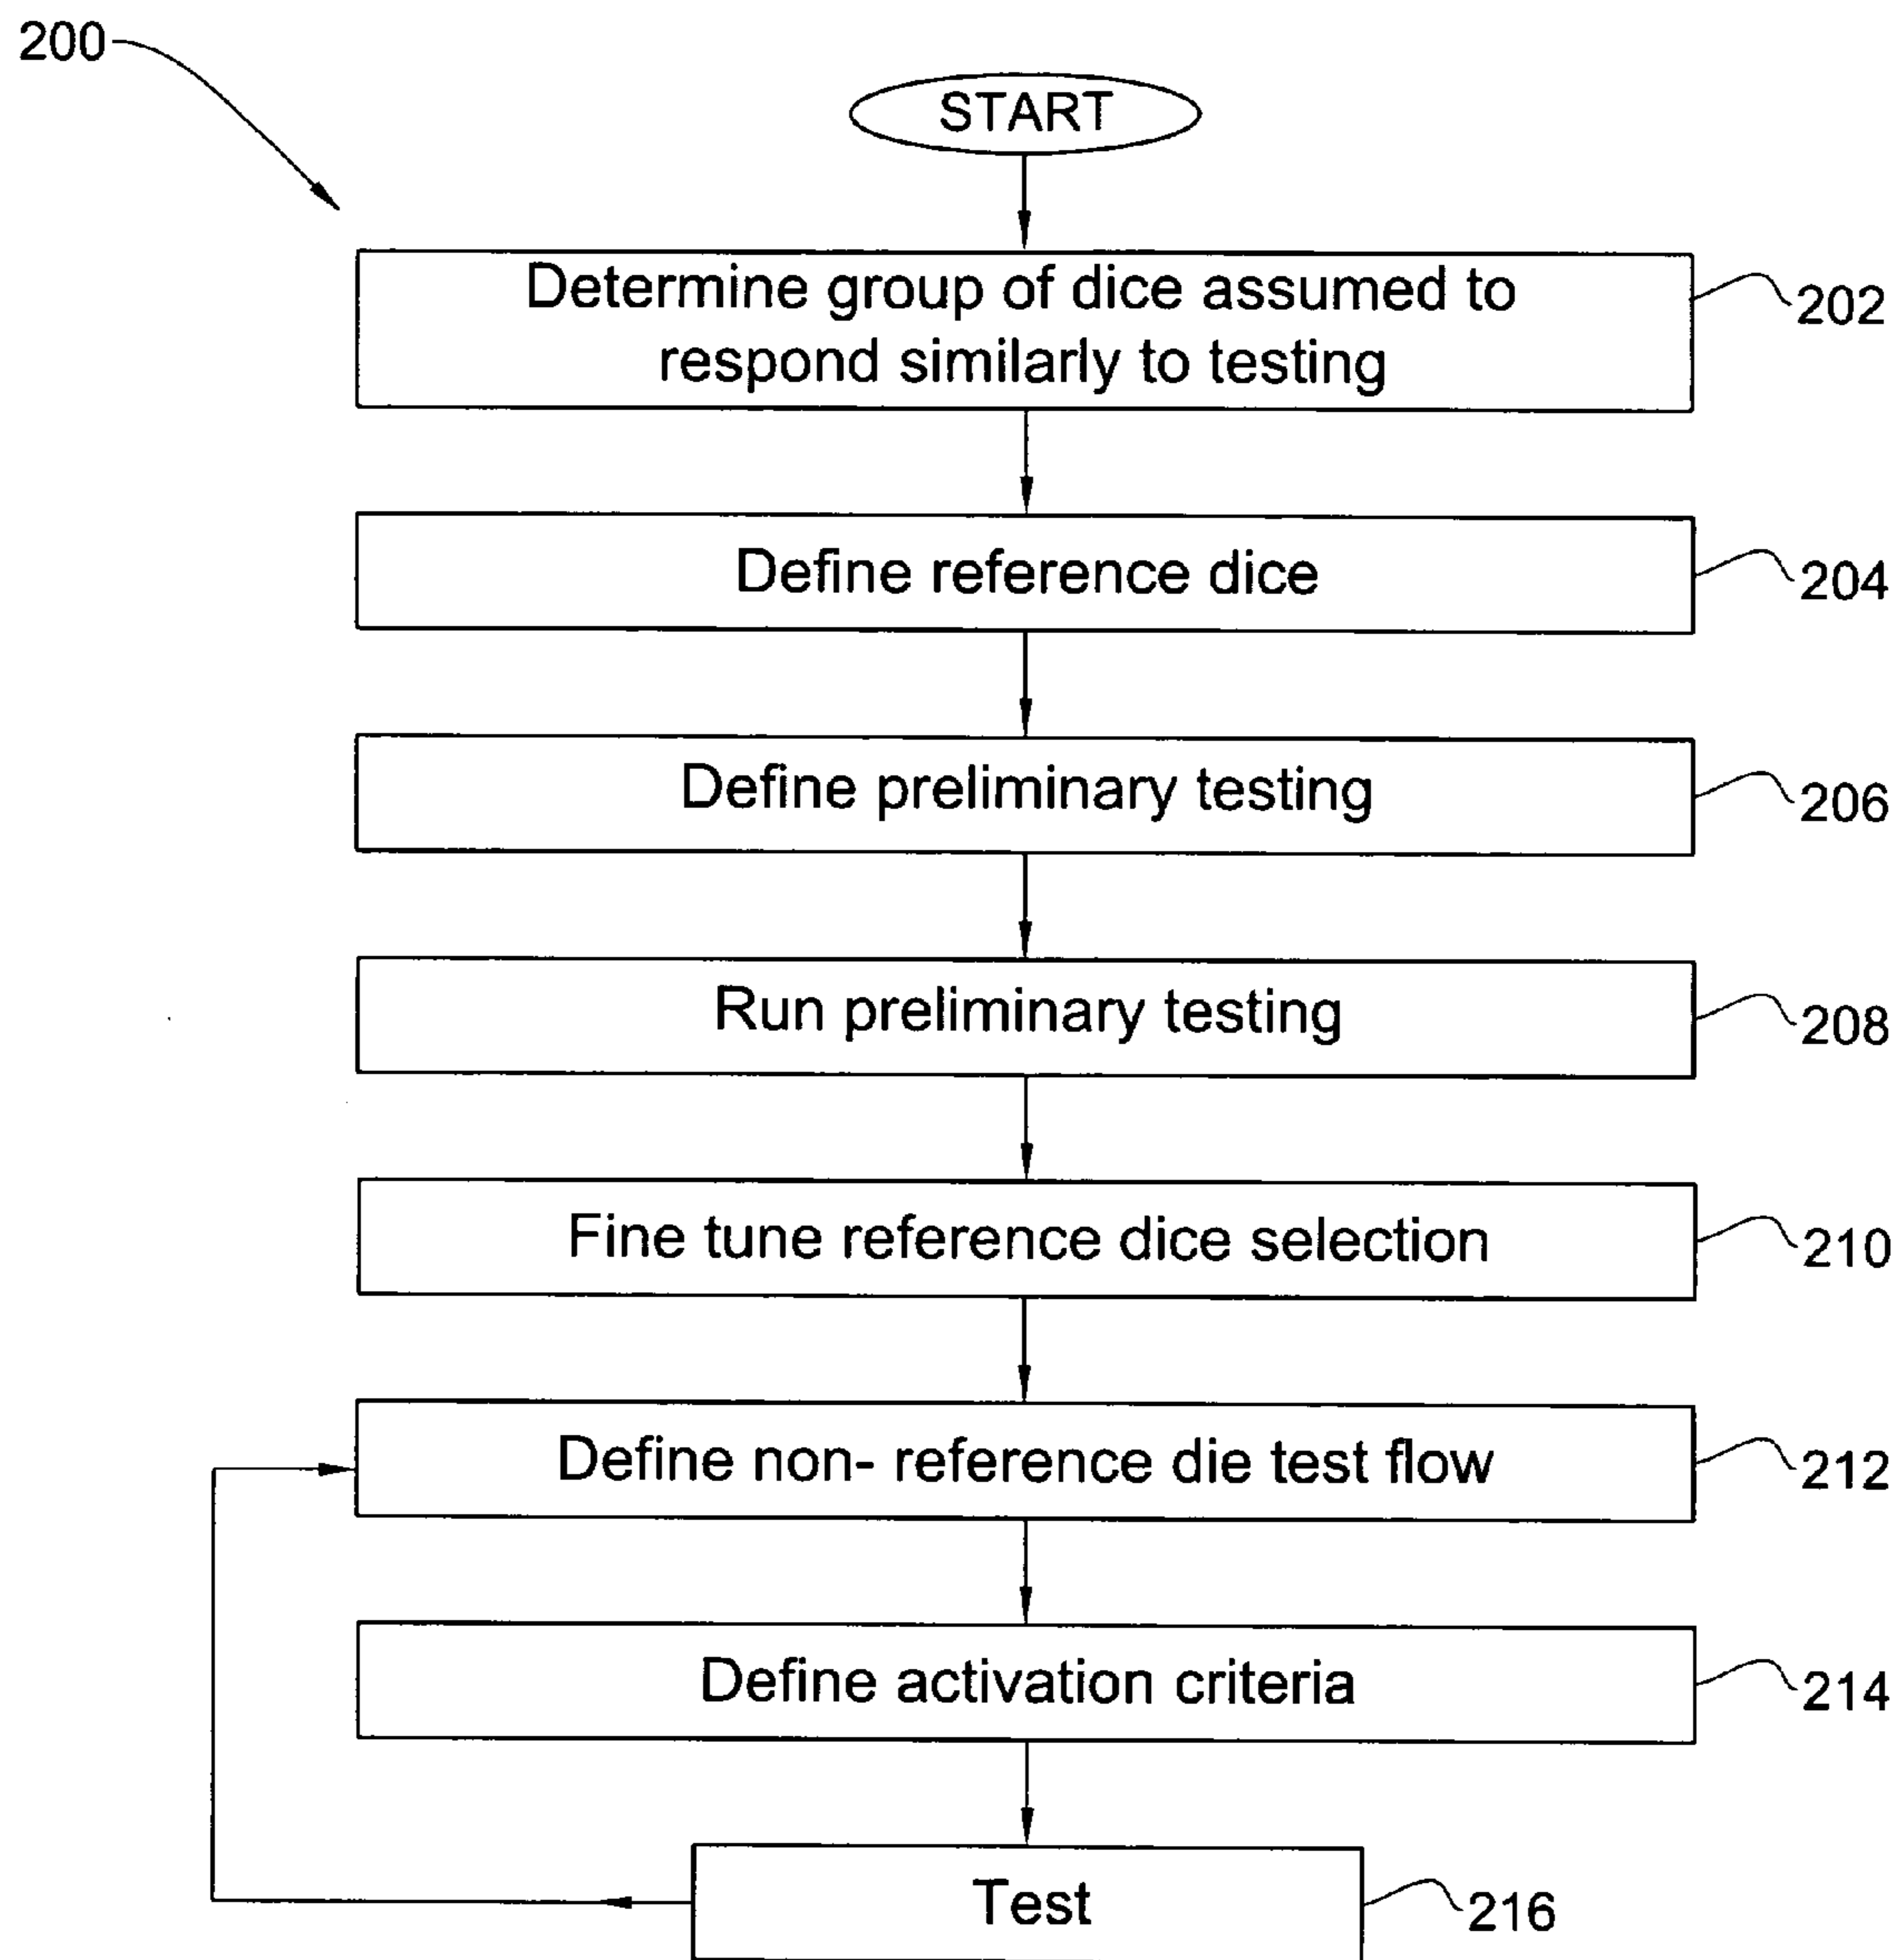 200
START
Determine group of dice assumed to
respond similarly to testing
202
Define reference dice
204
Define preliminary testing
206
Run preliminary testing
208
Fine tune reference dice selection
210
Define non- reference die test flow
212
Define activation criteria
214
Test
216